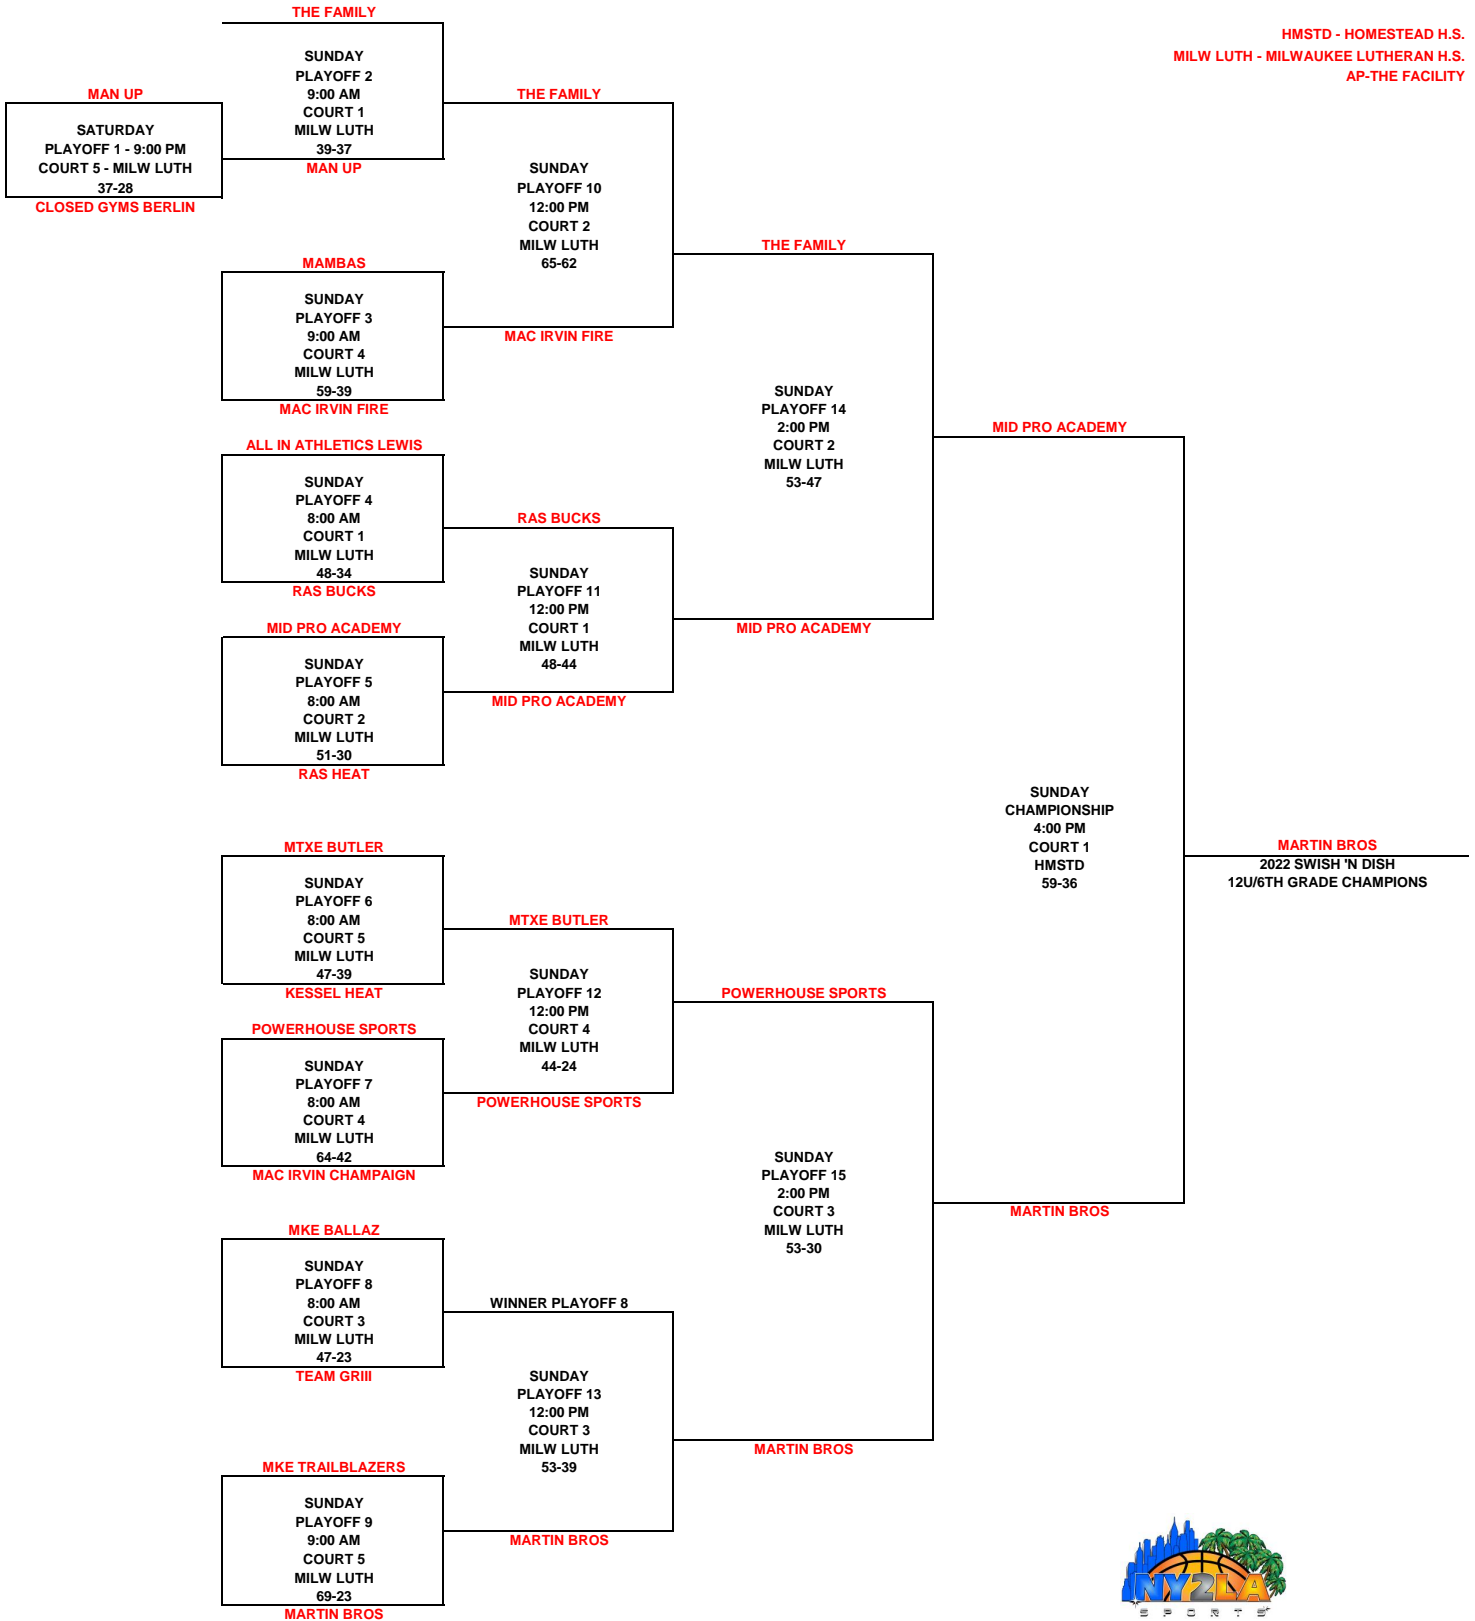 THE FAMILY
HMSTD - HOMESTEAD H.S.
MILW LUTH - MILWAUKEE LUTHERAN H.S.
AP-THE FACILITY
SUNDAY
PLAYOFF 2
9:00 AM
COURT 1
MILW LUTH
39-37
MAN UP
MAN UP
SATURDAY
PLAYOFF 1 - 9:00 PM
COURT 5 - MILW LUTH
37-28
CLOSED GYMS BERLIN
THE FAMILY
SUNDAY
PLAYOFF 10
12:00 PM
COURT 2
MILW LUTH
65-62
MAC IRVIN FIRE
MAMBAS
SUNDAY
PLAYOFF 3
9:00 AM
COURT 4
MILW LUTH
59-39
MAC IRVIN FIRE
THE FAMILY
SUNDAY
PLAYOFF 14
2:00 PM
COURT 2
MILW LUTH
53-47
MID PRO ACADEMY
ALL IN ATHLETICS LEWIS
SUNDAY
PLAYOFF 4
8:00 AM
COURT 1
MILW LUTH
48-34
RAS BUCKS
RAS BUCKS
SUNDAY
PLAYOFF 11
12:00 PM
COURT 1
MILW LUTH
48-44
MID PRO ACADEMY
MID PRO ACADEMY
SUNDAY
PLAYOFF 5
8:00 AM
COURT 2
MILW LUTH
51-30
RAS HEAT
MID PRO ACADEMY
SUNDAY
CHAMPIONSHIP
4:00 PM
COURT 1
HMSTD
59-36
MARTIN BROS
2022 SWISH 'N DISH
12U/6TH GRADE CHAMPIONS
MTXE BUTLER
SUNDAY
PLAYOFF 6
8:00 AM
COURT 5
MILW LUTH
47-39
KESSEL HEAT
MTXE BUTLER
SUNDAY
PLAYOFF 12
12:00 PM
COURT 4
MILW LUTH
44-24
POWERHOUSE SPORTS
POWERHOUSE SPORTS
SUNDAY
PLAYOFF 7
8:00 AM
COURT 4
MILW LUTH
64-42
MAC IRVIN CHAMPAIGN
POWERHOUSE SPORTS
SUNDAY
PLAYOFF 15
2:00 PM
COURT 3
MILW LUTH
53-30
MARTIN BROS
MKE BALLAZ
SUNDAY
PLAYOFF 8
8:00 AM
COURT 3
MILW LUTH
47-23
TEAM GRIII
WINNER PLAYOFF 8
SUNDAY
PLAYOFF 13
12:00 PM
COURT 3
MILW LUTH
53-39
MARTIN BROS
MARTIN BROS
MKE TRAILBLAZERS
SUNDAY
PLAYOFF 9
9:00 AM
COURT 5
MILW LUTH
69-23
MARTIN BROS
NY2LA
SPORTS